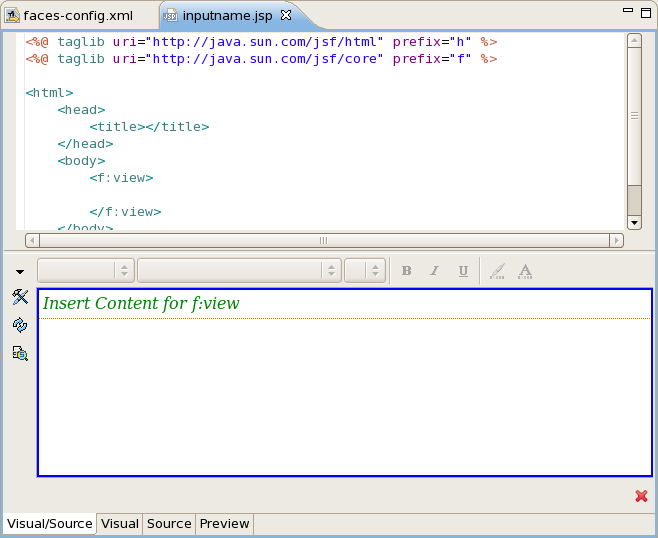 faces-config.xml
inputname.jsp
<%@ taglib uri="http://java.sun.com/jsf/html" prefix="h" %>
<%@ taglib uri="http://java.sun.com/jsf/core" prefix="f" %>
<html>
<head>
<title></title>
</head>
<body>
<f:view>
</f:view>
</body>
B I U A
Insert Content for f:view
Visual/Source Visual Source Preview